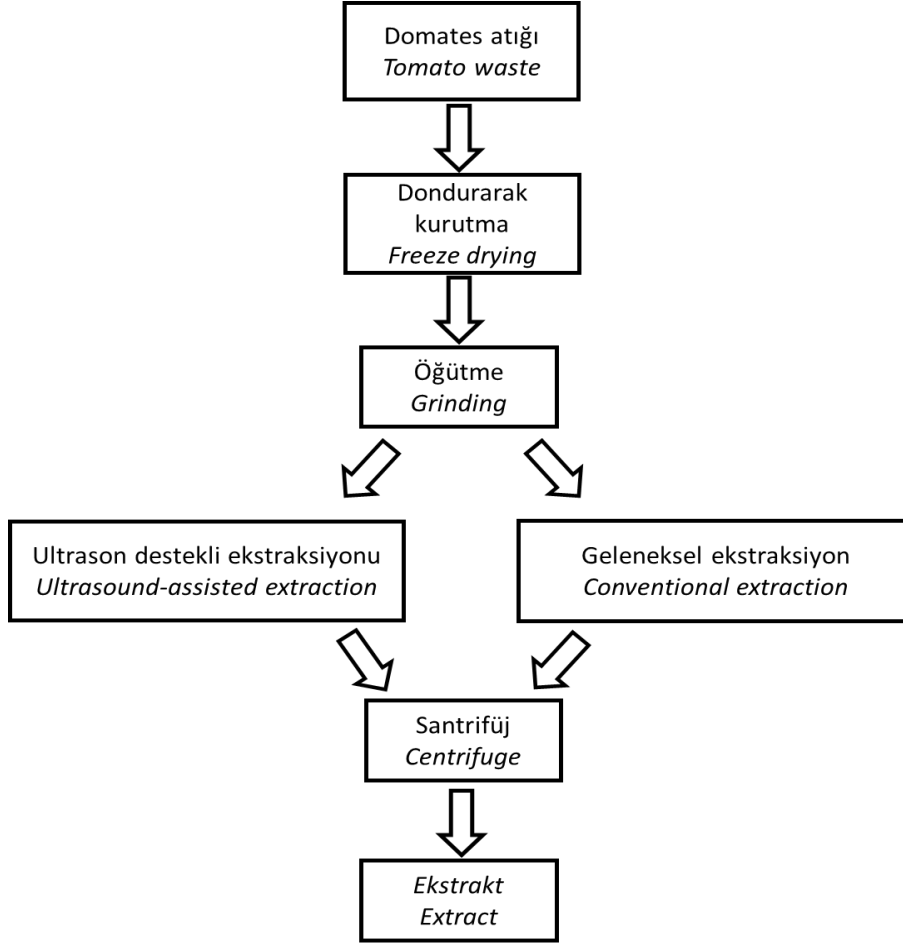 Domates atığı
Tomato waste
Dondurarak
kurutma
Freeze drying
Öğütme
Grinding
Ultrason destekli ekstraksiyonu
Ultrasound-assisted extraction
Geleneksel ekstraksiyon
Conventional extraction
Santrifüj
Centrifuge
Ekstrakt
Extract